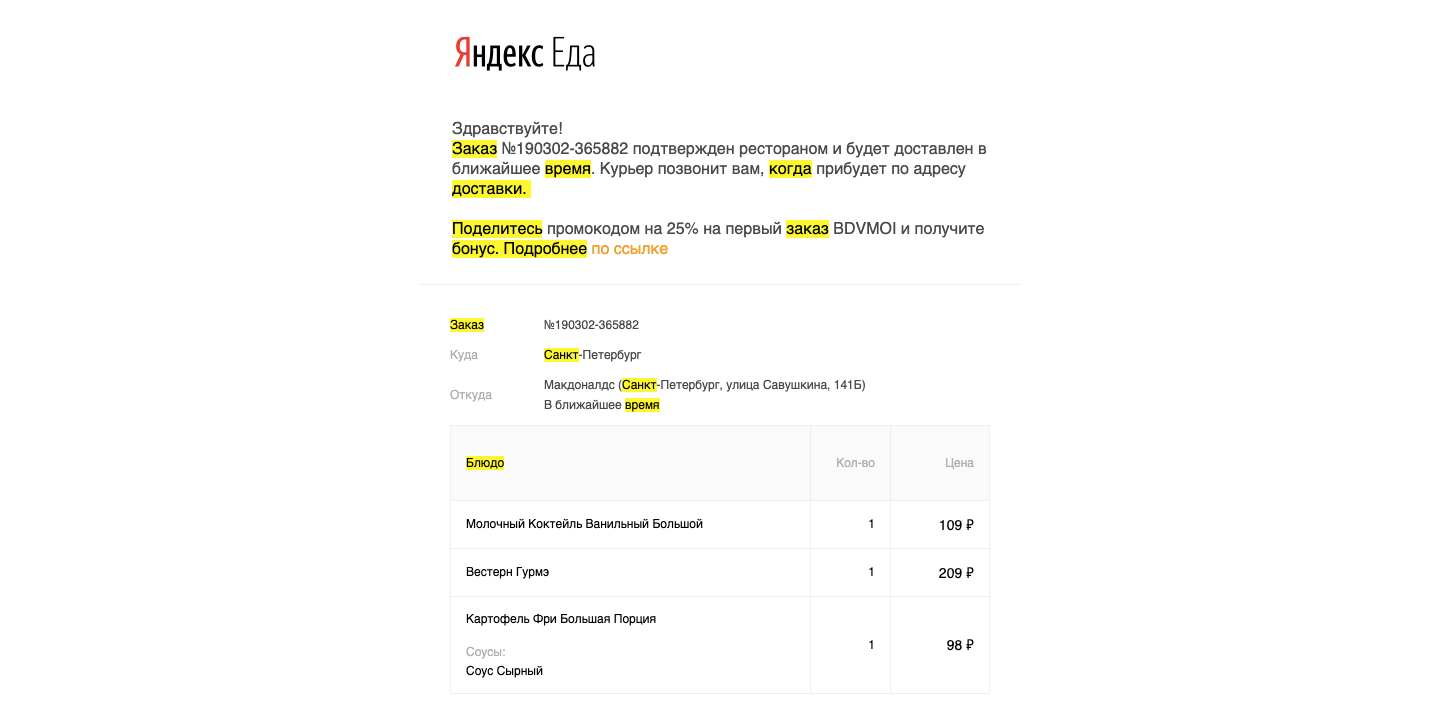 Яндекс Еда
Здравствуйте!
Заказ №190302-365882 подтвержден рестораном и будет доставлен в
ближайшее время. Курьер позвонит вам, когда прибудет по адресу
доставки.
Поделитесь промокодом на 25% на первый заказ BDVMOI и получите
бонус. Подробнее по ссылке
Заказ №190302-365882
Куда Санкт-Петербург
Откуда Макдоналдс (Санкт-Петербург, улица Савушкина, 141Б)
В ближайшее время
Блюдо Кол-во Цена
Молочный Коктейль Ванильный Большой 1 109 ₽
Вестерн Гурмэ 1 209 ₽
Картофель Фри Большая Порция 1 98 ₽
Соусы:
Соус Сырный